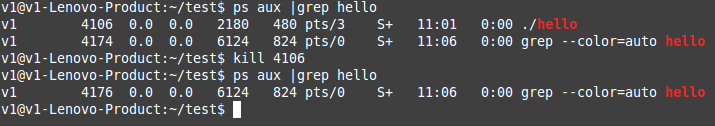 v1@v1-Lenovo-Product:~/test$ ps aux |grep hello
v1        4106  0.0  0.0   2180   480 pts/3    S+   11:01   0:00 ./hello
v1        4174  0.0  0.0   6124   824 pts/0    S+   11:06   0:00 grep --color=auto hello
v1@v1-Lenovo-Product:~/test$ kill 4106
v1@v1-Lenovo-Product:~/test$ ps aux |grep hello
v1        4176  0.0  0.0   6124   824 pts/0    S+   11:06   0:00 grep --color=auto hello
v1@v1-Lenovo-Product:~/test$